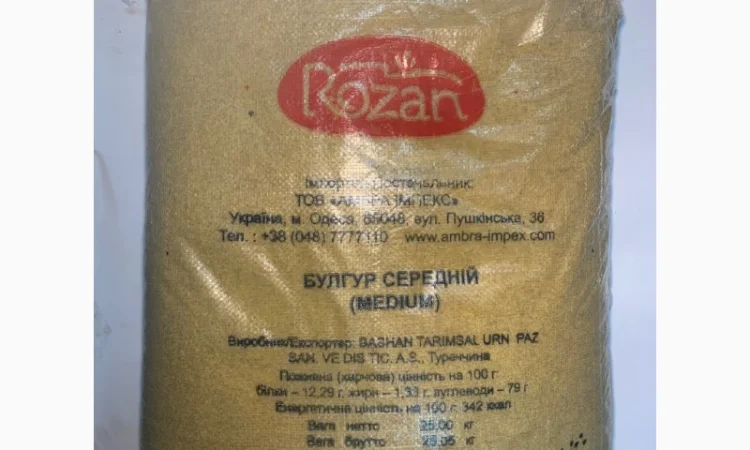 Rozan
Імпортер/Постачальник:
ТОВ «АМБРА ІМПЕКС»
Україна, м. Одеса, 65048, вул. Пушкінська, 36
Тел. : +38 (048) 7777110 www.ambra-impex.com
БУЛГУР СЕРЕДНІЙ
(MEDIUM)
Виробник/Експортер: BASHAN TARIMSAL URN PAZ
SAN. VE DIS TIC. A.S., Туреччина
Поживна (харчова) цінність на 100 г
білки – 12,29 г. жири – 1,33 г. вуглеводи – 79 г
Енергетична цінність на 100 г. 342 ккал
Вага нетто 25,00 кг
Вага брутто 25,05 кг